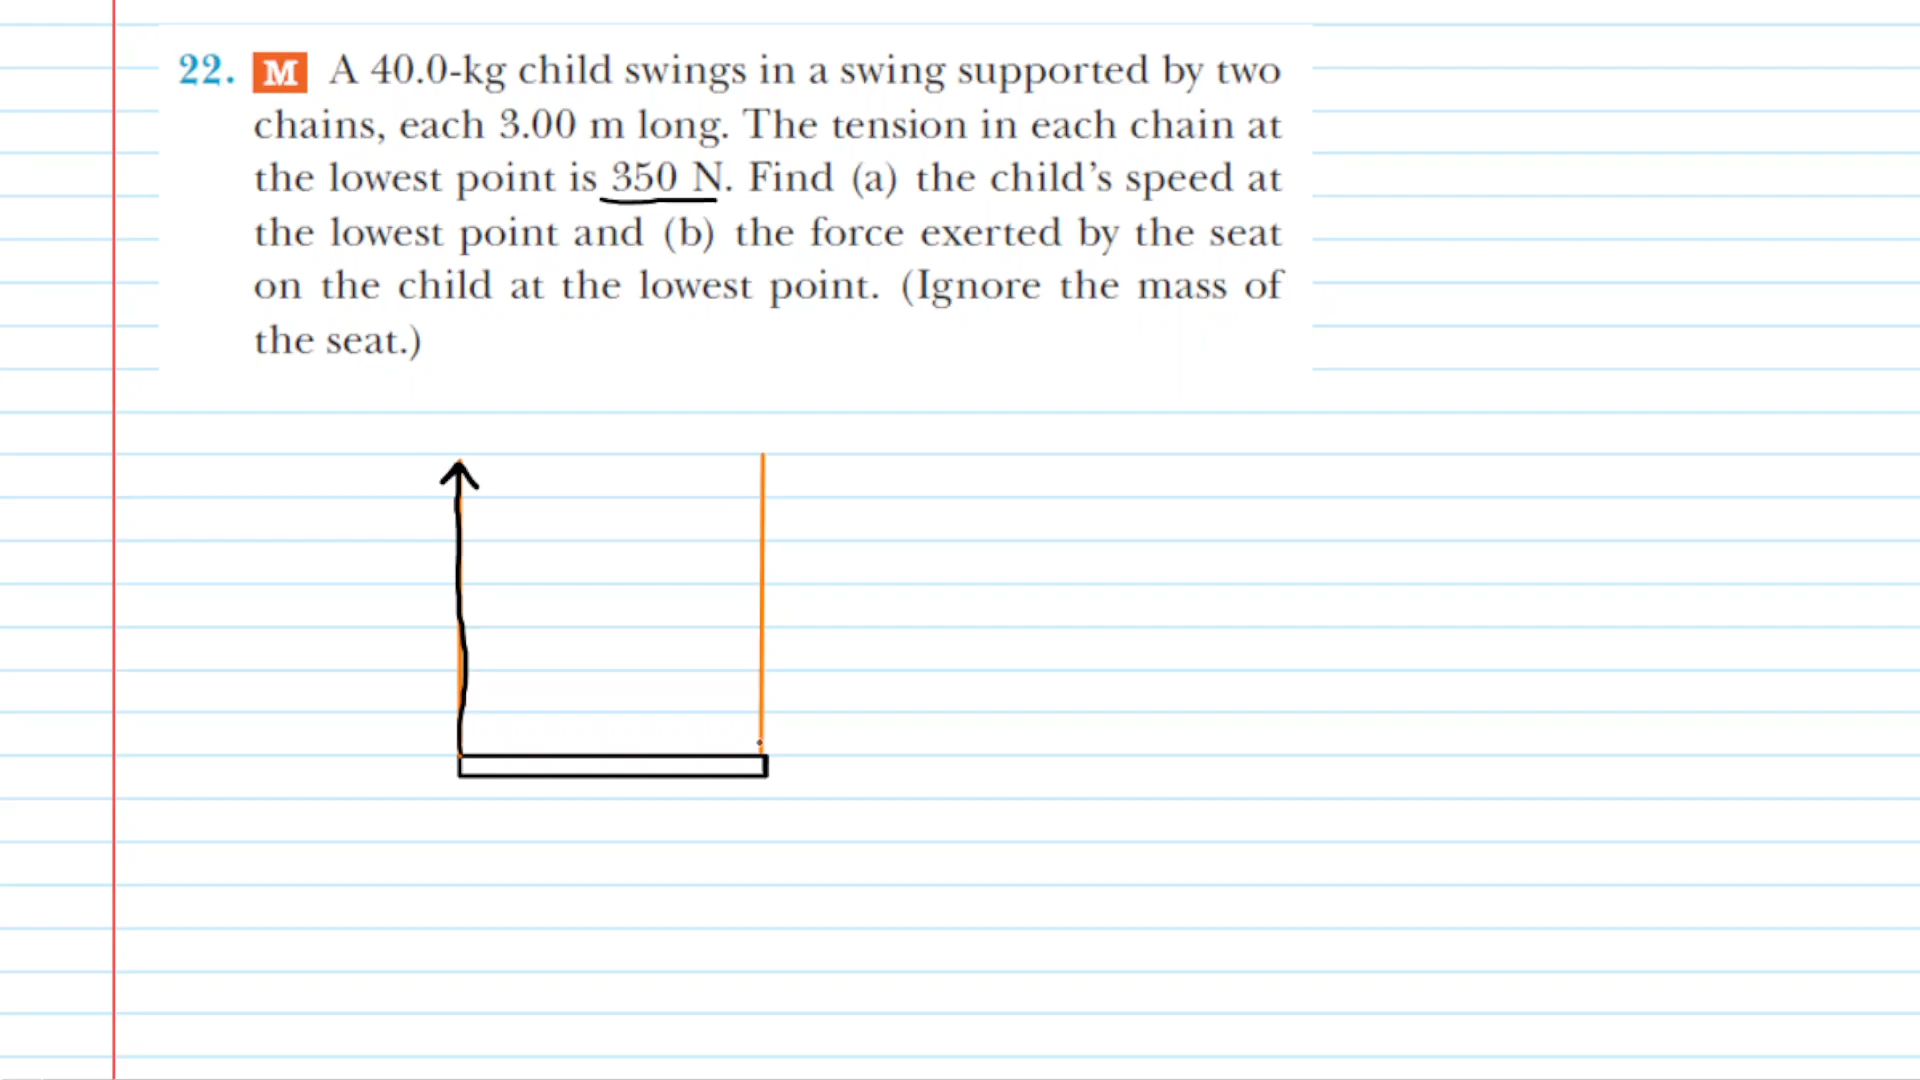 22. M A 40.0-kg child swings in a swing supported by two
chains, each 3.00 m long. The tension in each chain at
the lowest point is 350 N. Find (a) the child’s speed at
the lowest point and (b) the force exerted by the seat
on the child at the lowest point. (Ignore the mass of
the seat.)